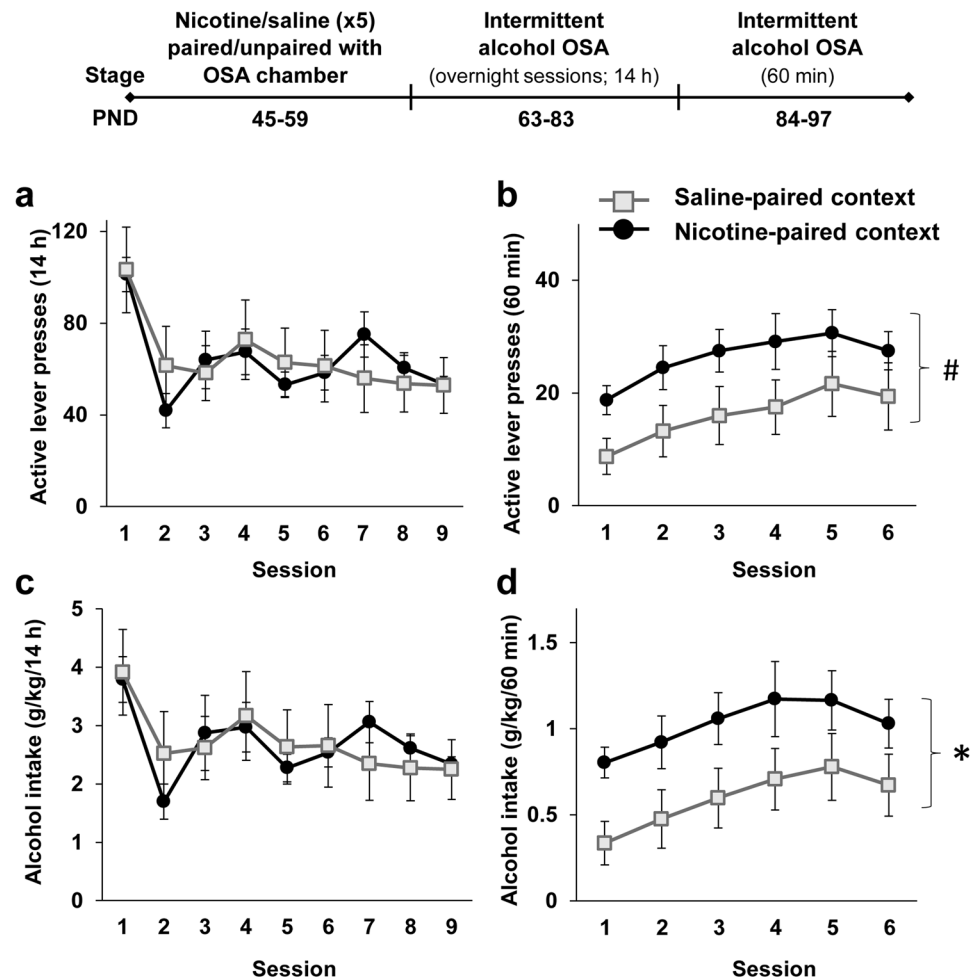 Nicotine/saline (x5)
paired/unpaired with
OSA chamber
Intermittent
alcohol OSA
(overnight sessions; 14 h)
Intermittent
alcohol OSA
(60 min)
Stage
PND
45-59
63-83
84-97
a
Active lever presses (14 h)
120
80
40
0
1 2 3 4 5 6 7 8 9
Session
b
Saline-paired context
Nicotine-paired context
Active lever presses (60 min)
40
20
0
#
1 2 3 4 5 6
Session
c
Alcohol intake (g/kg/14 h)
5
4
3
2
1
0
1 2 3 4 5 6 7 8 9
Session
d
Alcohol intake (g/kg/60 min)
1.5
1
0.5
0
*
1 2 3 4 5 6
Session